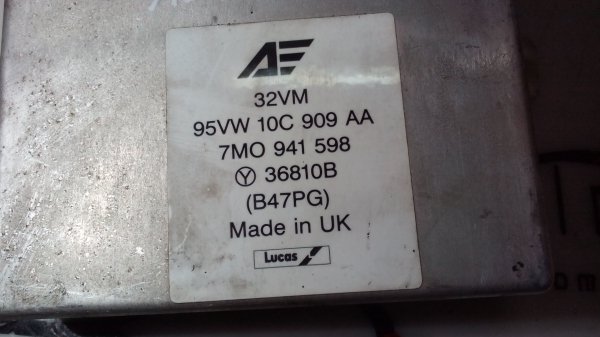 AE
32VM
95VW 10C 909 AA
7MO 941 598
Y 36810B
(B47PG)
Made in UK
Lucas